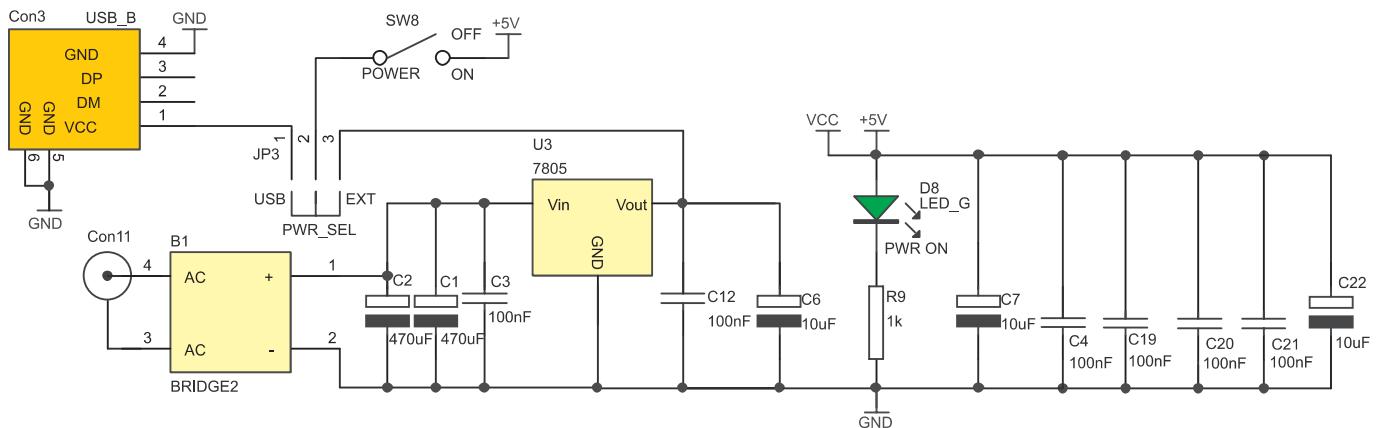 Con3
USB_B
GND
SW8
OFF
+5V
POWER
ON
GND
DP
DM
VCC
GND
GND
4
3
2
1
6
5
GND
1
2
3
JP3
USB
EXT
PWR_SEL
U3
7805
Vin
Vout
GND
Con11
B1
4
3
AC
AC
+
-
1
2
BRIDGE2
C2
470uF
C1
470uF
C3
100nF
C12
100nF
C6
10uF
VCC
+5V
D8
LED_G
PWR ON
R9
1k
GND
C7
10uF
C4
100nF
C19
100nF
C20
100nF
C21
100nF
C22
10uF